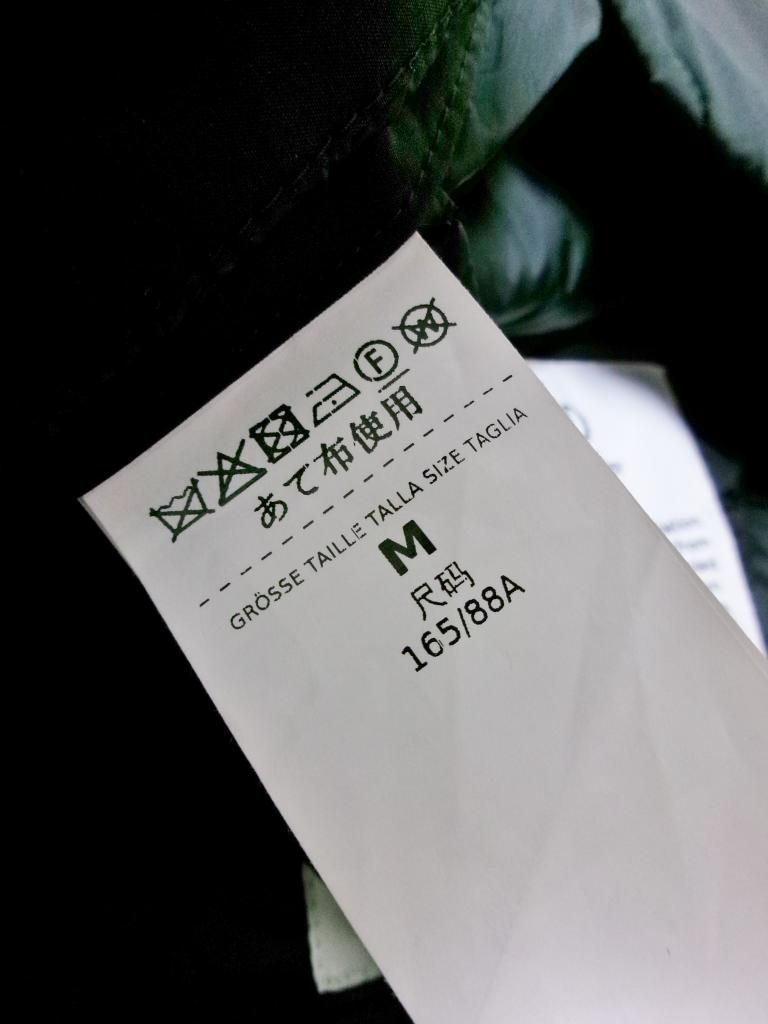 F W
あて布使用
GRÖSSE TAILLE TALLA SIZE TAGLIA
M
尺码
165/88A